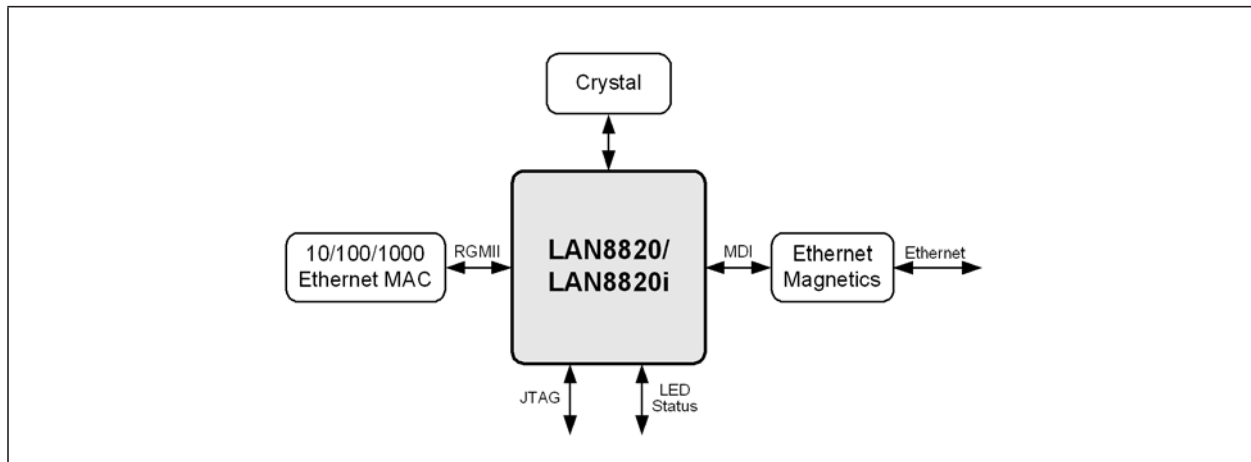 Crystal
10/100/1000
Ethernet MAC
RGMII
LAN8820/
LAN8820i
MDI
Ethernet
Magnetics
Ethernet
JTAG
LED
Status